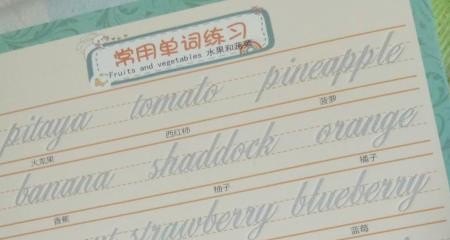 常用单词练习
Fruits and vegetables 水果和蔬菜
pitaya tomato pineapple
火龙果 西红柿 菠萝
banana shaddock orange
香蕉 柚子 橘子
strawberry blueberry
蓝莓